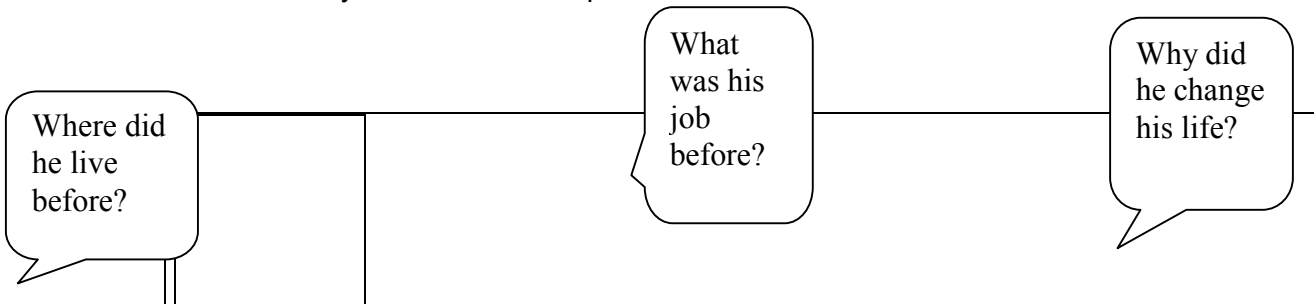 Where did
he live
before?
What
was his
job
before?
Why did
he change
his life?